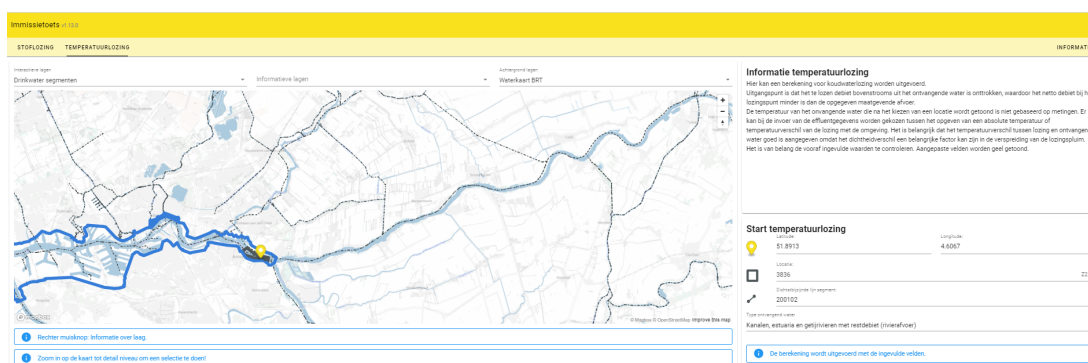 Immissietoets v1.13.0
STOFLOZING TEMPERATUURLOZING
INFORMATI
Interactieve lagen
Drinkwater segmenten
Informatieve lagen
Achtergrond lagen
Waterkaart BRT
Informatie temperatuurlozing
Hier kan een berekening voor koudwaterlozing worden uitgevoerd.
Uitgangspunt is dat het te lozen debiet bovenstrooms uit het ontvangende water is onttrokken, waardoor het netto debiet bij h
lozingspunt minder is dan de opgegeven maatgevende afvoer.
De temperatuur van het onvangende water die na het kiezen van een locatie wordt getoond is niet gebaseerd op metingen. Er
kan bij de invoer van de effluentgegevens worden gekozen tussen het opgeven van een absolute temperatuur of
temperatuurverschil van de lozing met de omgeving. Het is belangrijk dat het temperatuurverschil tussen lozing en ontvangen
water goed is aangegeven omdat het dichtheidverschil een belangrijke factor kan zijn in de verspreiding van de lozingspluim.
Het is van belang de vooraf ingevulde waarden te controleren. Aangepaste velden worden geel getoond.
Start temperatuurlozing
Latitude:
51.8913
Longitude:
4.6067
Locatie:
3836
Dichtstbijzijnde lijn segment:
200102
Type ontvangend water
Kanalen, estuaria en getijrivieren met restdebiet (rivierafvoer)
De berekening wordt uitgevoerd met de ingevulde velden.
© Mapbox © OpenStreetMap Improve this map
mapbox
Rechter muisknop: Informatie over laag.
Zoom in op de kaart tot detail niveau om een selectie te doen!